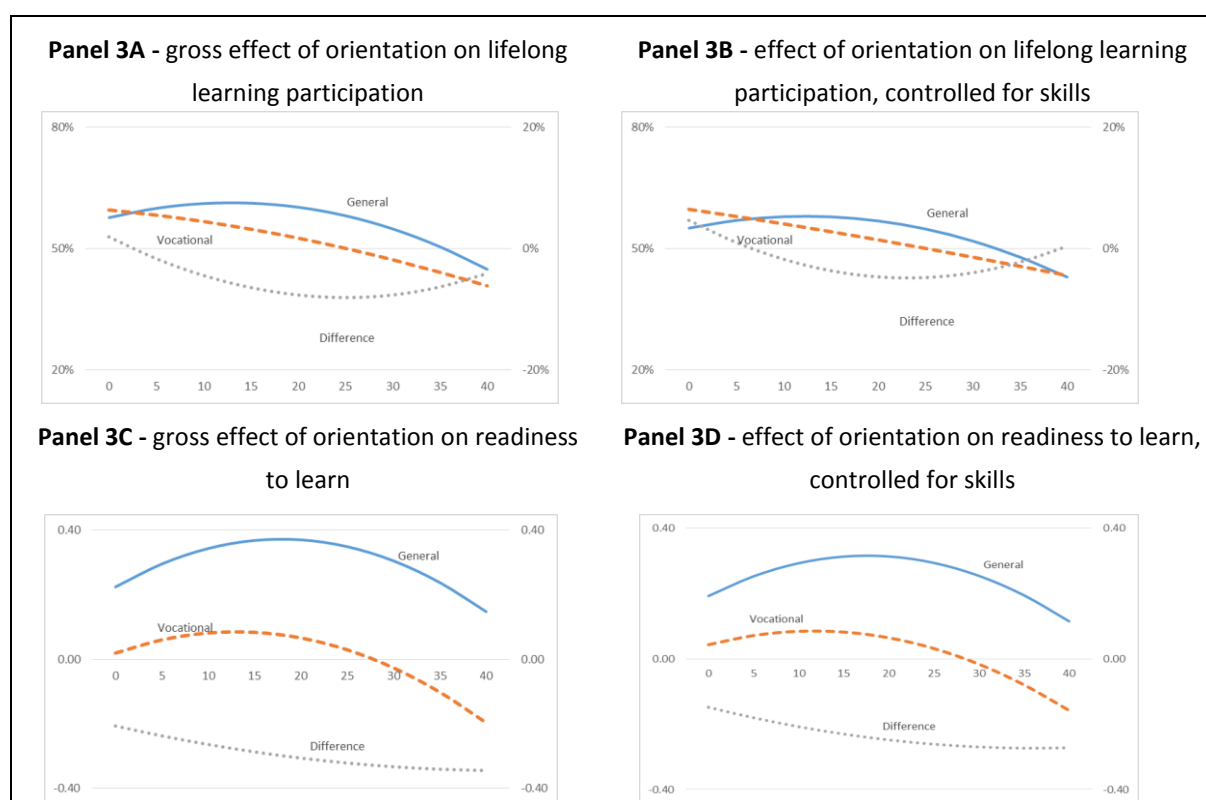 Panel 3A - gross effect of orientation on lifelong
learning participation
80%
20%
General
Vocational
50%
0%
Difference
20%
-20%
0 5 10 15 20 25 30 35 40
Panel 3B - effect of orientation on lifelong learning
participation, controlled for skills
80%
20%
General
Vocational
50%
0%
Difference
20%
-20%
0 5 10 15 20 25 30 35 40
Panel 3C - gross effect of orientation on readiness
to learn
0.40
0.40
General
Vocational
0.00
0.00
0 5 10 15 20 25 30 35 40
Difference
-0.40
-0.40
Panel 3D - effect of orientation on readiness to learn,
controlled for skills
0.40
0.40
General
Vocational
0.00
0.00
0 5 10 15 20 25 30 35 40
Difference
-0.40
-0.40